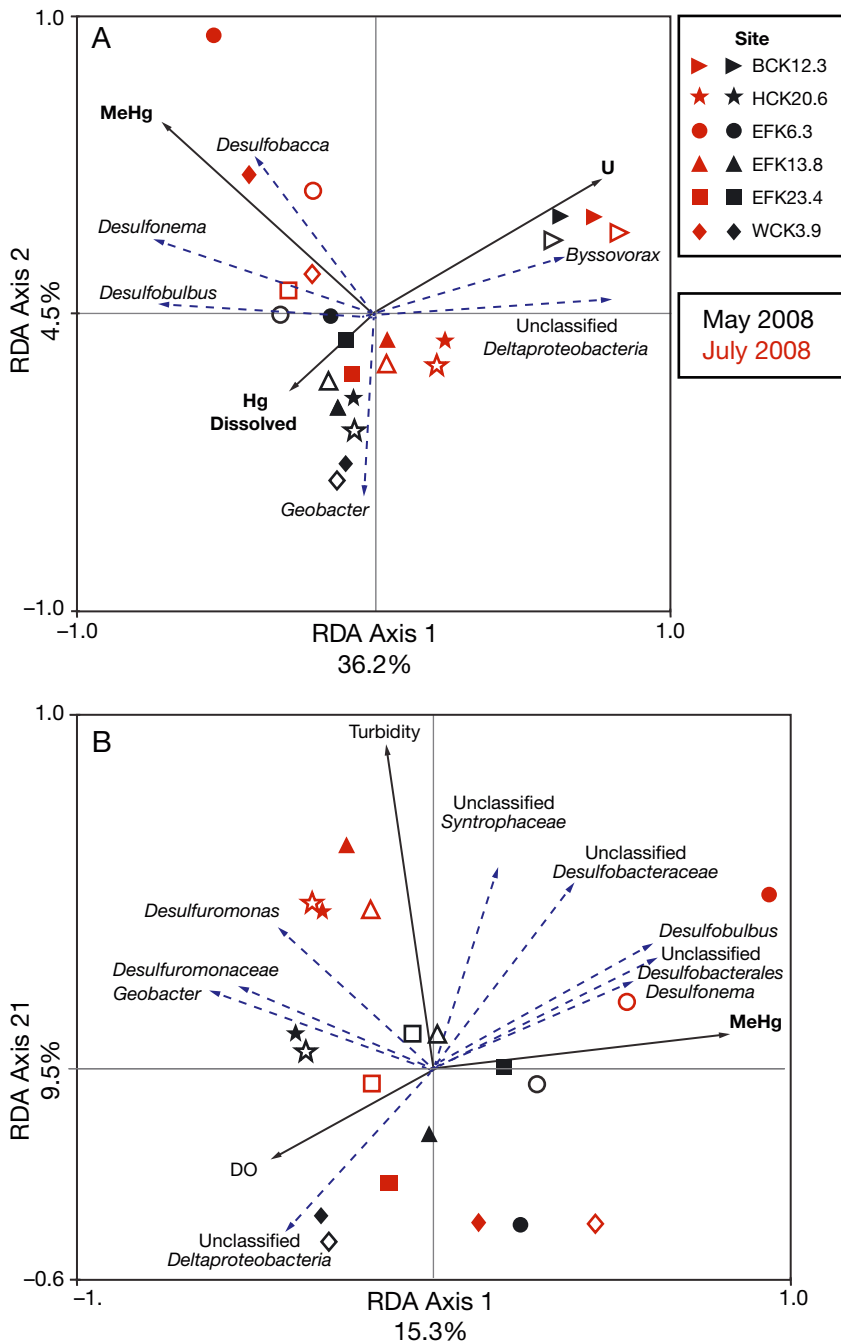 1.0
A
MeHg
Desulfobacca
U
Desulfonema
Byssovorax
Desulfobulbus
Unclassified
Deltaproteobacteria
Hg
Dissolved
Geobacter
RDA Axis 2
4.5%
−1.0
−1.0
RDA Axis 1
1.0
36.2%
Site
BCK12.3
HCK20.6
EFK6.3
EFK13.8
EFK23.4
WCK3.9
May 2008
July 2008
1.0
B
Turbidity
Unclassified
Syntrophaceae
Unclassified
Desulfobacteraceae
Desulfuromonas
Desulfobulbus
Unclassified
Desulfobacterales
Desulfonema
Desulfuromonaceae
Geobacter
MeHg
DO
Unclassified
Deltaproteobacteria
RDA Axis 21
9.5%
−0.6
−1.
RDA Axis 1
1.0
15.3%